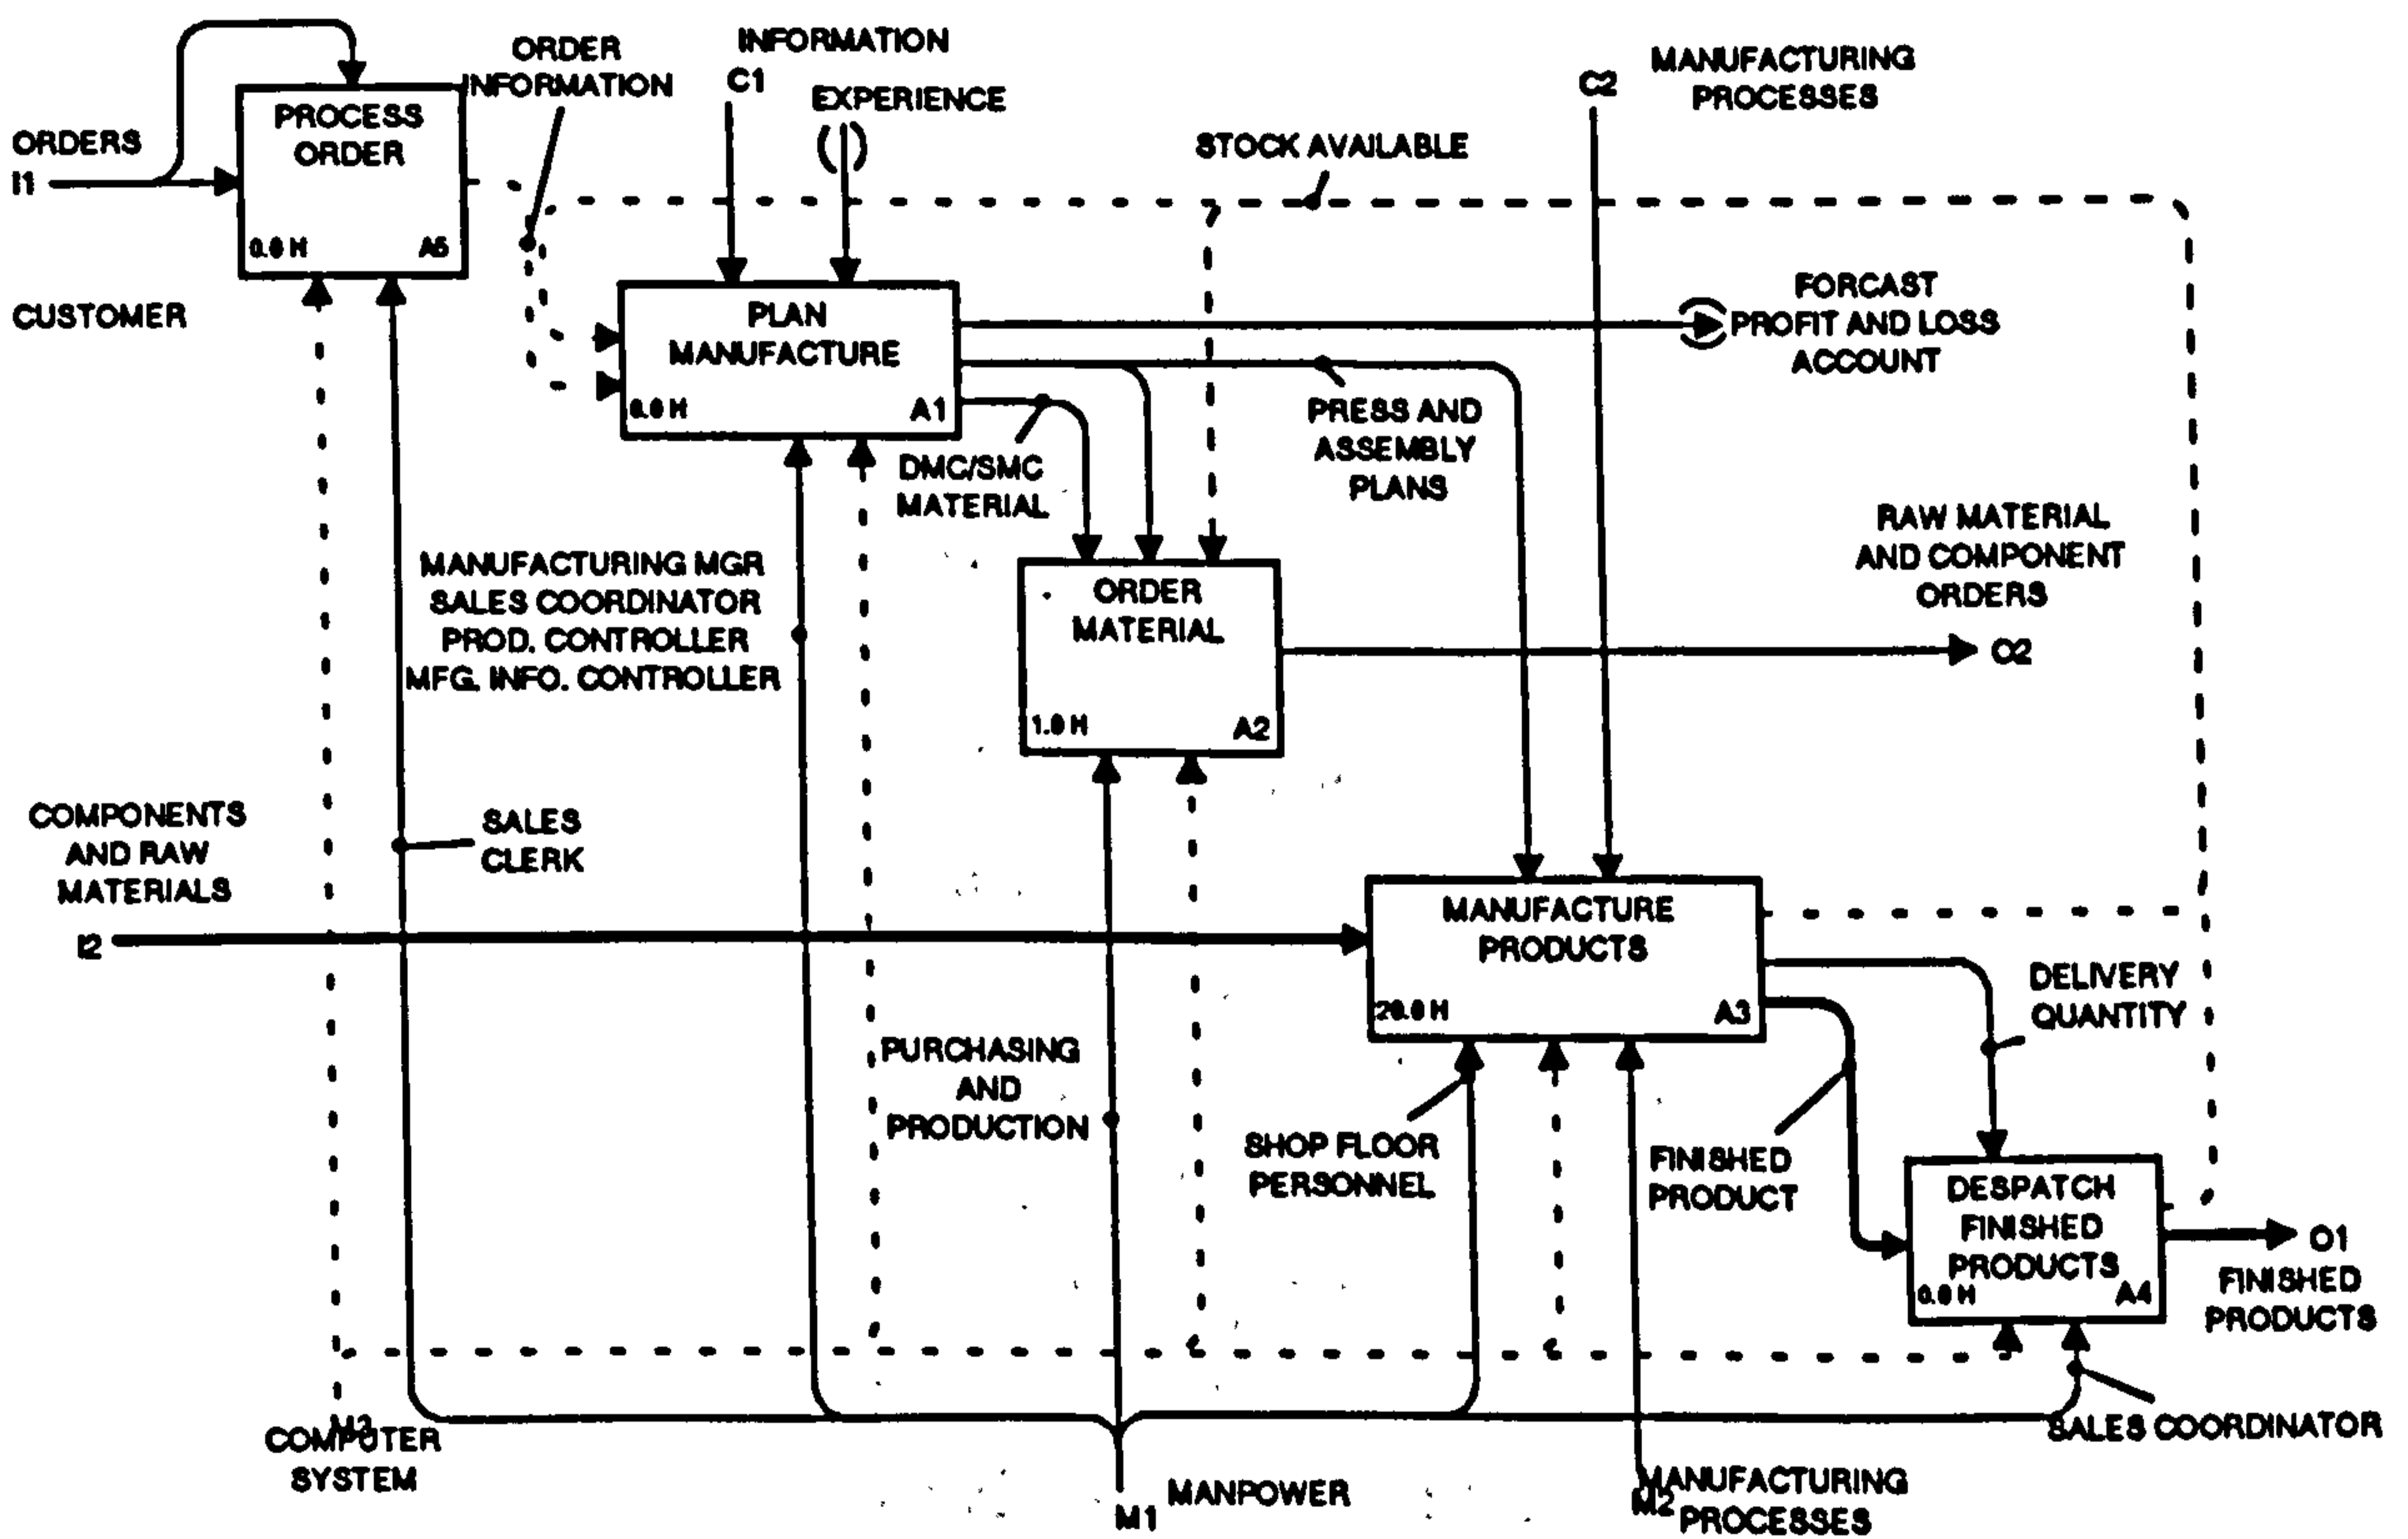 ORDER
INFORMATION
INFORMATION
C1
EXPERIENCE
( )
C2
MANUFACTURING
PROCESSES
STOCK AVAILABLE
ORDERS
I1
PROCESS
ORDER
A5
CUSTOMER
PLAN
MANUFACTURE
A1
FORCAST
PROFIT AND LOSS
ACCOUNT
PRESS AND
ASSEMBLY
PLANS
DMC/SMC
MATERIAL
MANUFACTURING MGR
SALES COORDINATOR
PROD. CONTROLLER
MFG. INFO. CONTROLLER
ORDER
MATERIAL
A2
RAW MATERIAL
AND COMPONENT
ORDERS
O2
COMPONENTS
AND RAW
MATERIALS
I2
SALES
CLERK
MANUFACTURE
PRODUCTS
A3
DELIVERY
QUANTITY
PURCHASING
AND
PRODUCTION
SHOP FLOOR
PERSONNEL
FINISHED
PRODUCT
DESPATCH
FINISHED
PRODUCTS
A4
O1
FINISHED
PRODUCTS
M3
COMPUTER
SYSTEM
M1
MANPOWER
M2
MANUFACTURING
PROCESSES
SALES COORDINATOR